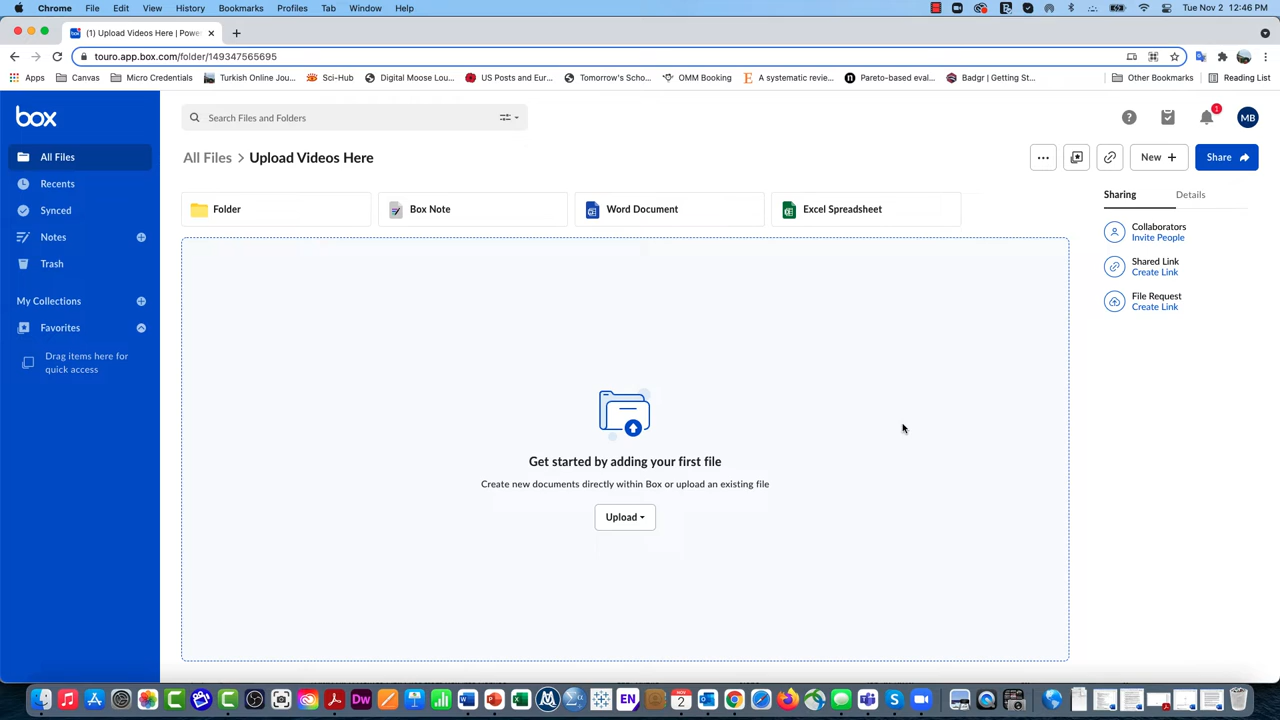 Chrome File Edit View History Bookmarks Profiles Tab Window Help Tue Nov 2 12:46 PM
(1) Upload Videos Here | Powe
touro.app.box.com/folder/149347565695
Apps Canvas Micro Credentials Turkish Online Jou... Sci-Hub Digital Moose Lou... US Posts and Eur... Tomorrow's Scho... OMM Booking A systematic revie... Pareto-based eval... Badgr | Getting St... Other Bookmarks Reading List
box
Search Files and Folders
1
MB
All Files
Recents
Synced
Notes
Trash
My Collections
Favorites
Drag items here for
quick access
All Files > Upload Videos Here
New +
Share
Folder
Box Note
Word Document
Excel Spreadsheet
Get started by adding your first file
Create new documents directly within Box or upload an existing file
Upload
Sharing
Details
Collaborators
Invite People
Shared Link
Create Link
File Request
Create Link
Dw
EN
NOV
2